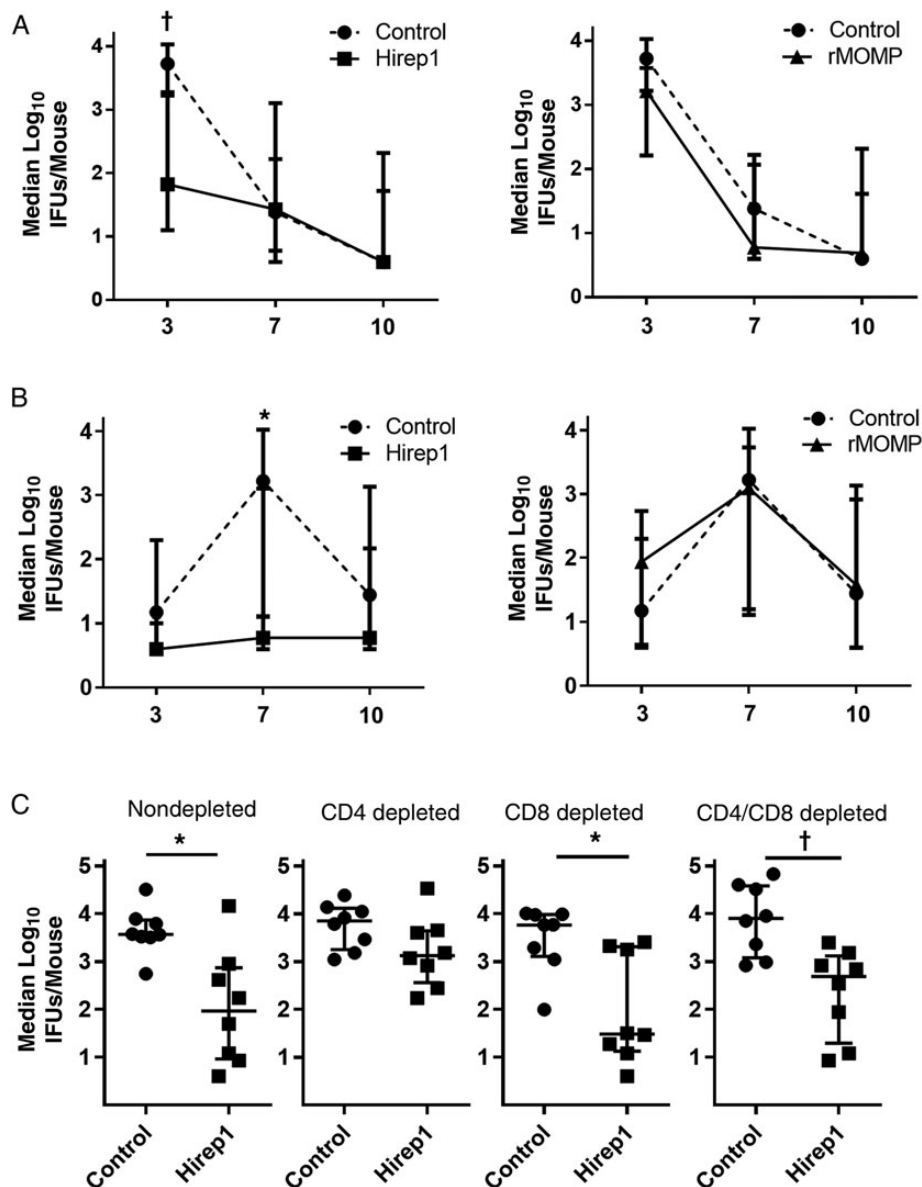 A
†
Control
Hirep1
Median Log10
IFUs/Mouse
4
3
2
1
0
3
7
10
Control
rMOMP
Median Log10
IFUs/Mouse
4
3
2
1
0
3
7
10
B
*
Control
Hirep1
Median Log10
IFUs/Mouse
4
3
2
1
0
3
7
10
Control
rMOMP
Median Log10
IFUs/Mouse
4
3
2
1
0
3
7
10
C
Nondepleted
*
Median Log10
IFUs/Mouse
5
4
3
2
1
Control
Hirep1
CD4 depleted
5
4
3
2
1
Control
Hirep1
CD8 depleted
*
5
4
3
2
1
Control
Hirep1
CD4/CD8 depleted
†
5
4
3
2
1
Control
Hirep1